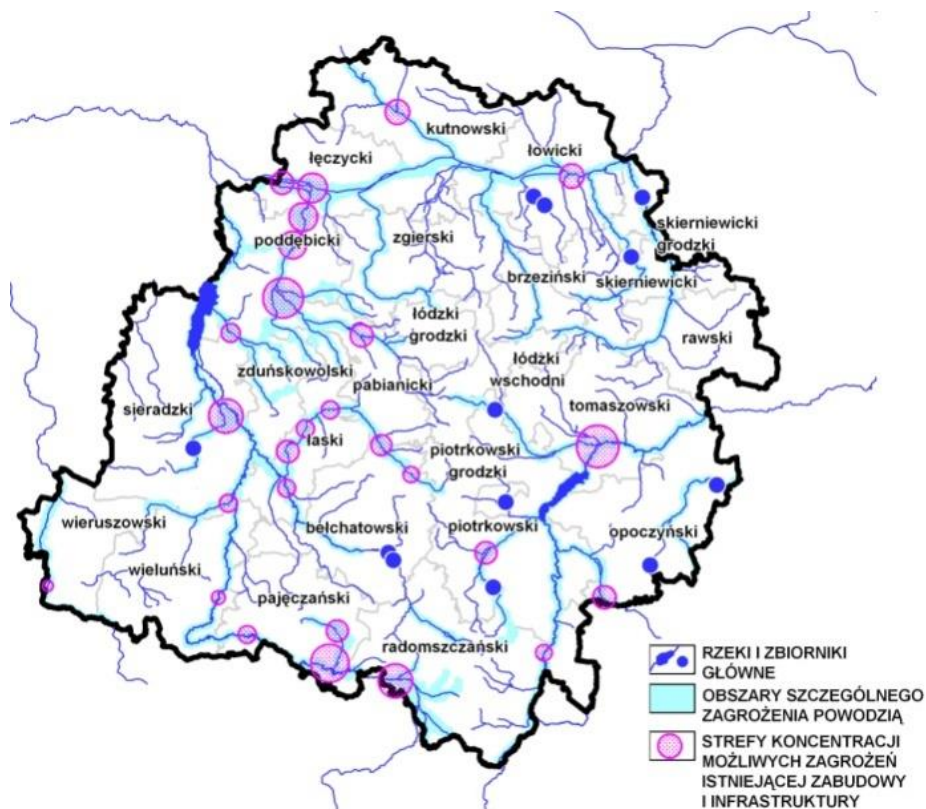 kutnowski
łęczycki
łowicki
skierniewicki
grodzki
poddębicki
zgierski
brzeziński
skierniewicki
łódzki
grodzki
rawski
zduńskowolski
pabianicki
łódzki
wschodni
sieradzki
tomaszowski
łaski
piotrkowski
grodzki
wieruszowski
bełchatowski
piotrkowski
opoczyński
wieluński
pajęczański
radomszczański
RZEKI I ZBIORNIKI
GŁÓWNE
OBSZARY SZCZEGÓLNEGO
ZAGROŻENIA POWODZIĄ
STREFY KONCENTRACJI
MOŻLIWYCH ZAGROŻEŃ
ISTNIEJĄCEJ ZABUDOWY
I INFRASTRUKTURY